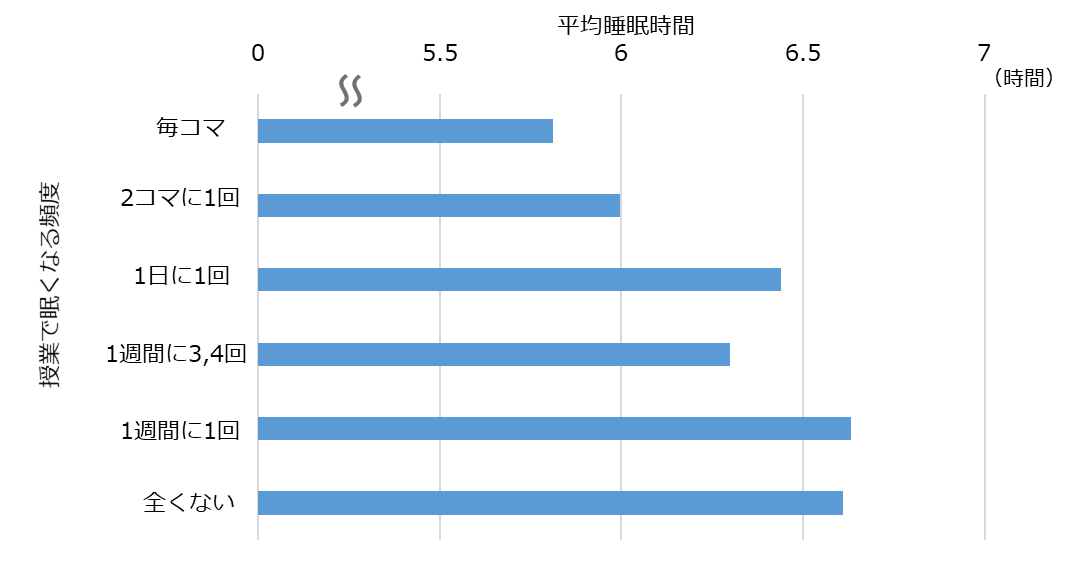 平均睡眠時間
0 5.5 6 6.5 7
（時間）
毎コマ
2コマに1回
1日に1回
1週間に3,4回
1週間に1回
全くない
授業で眠くなる頻度